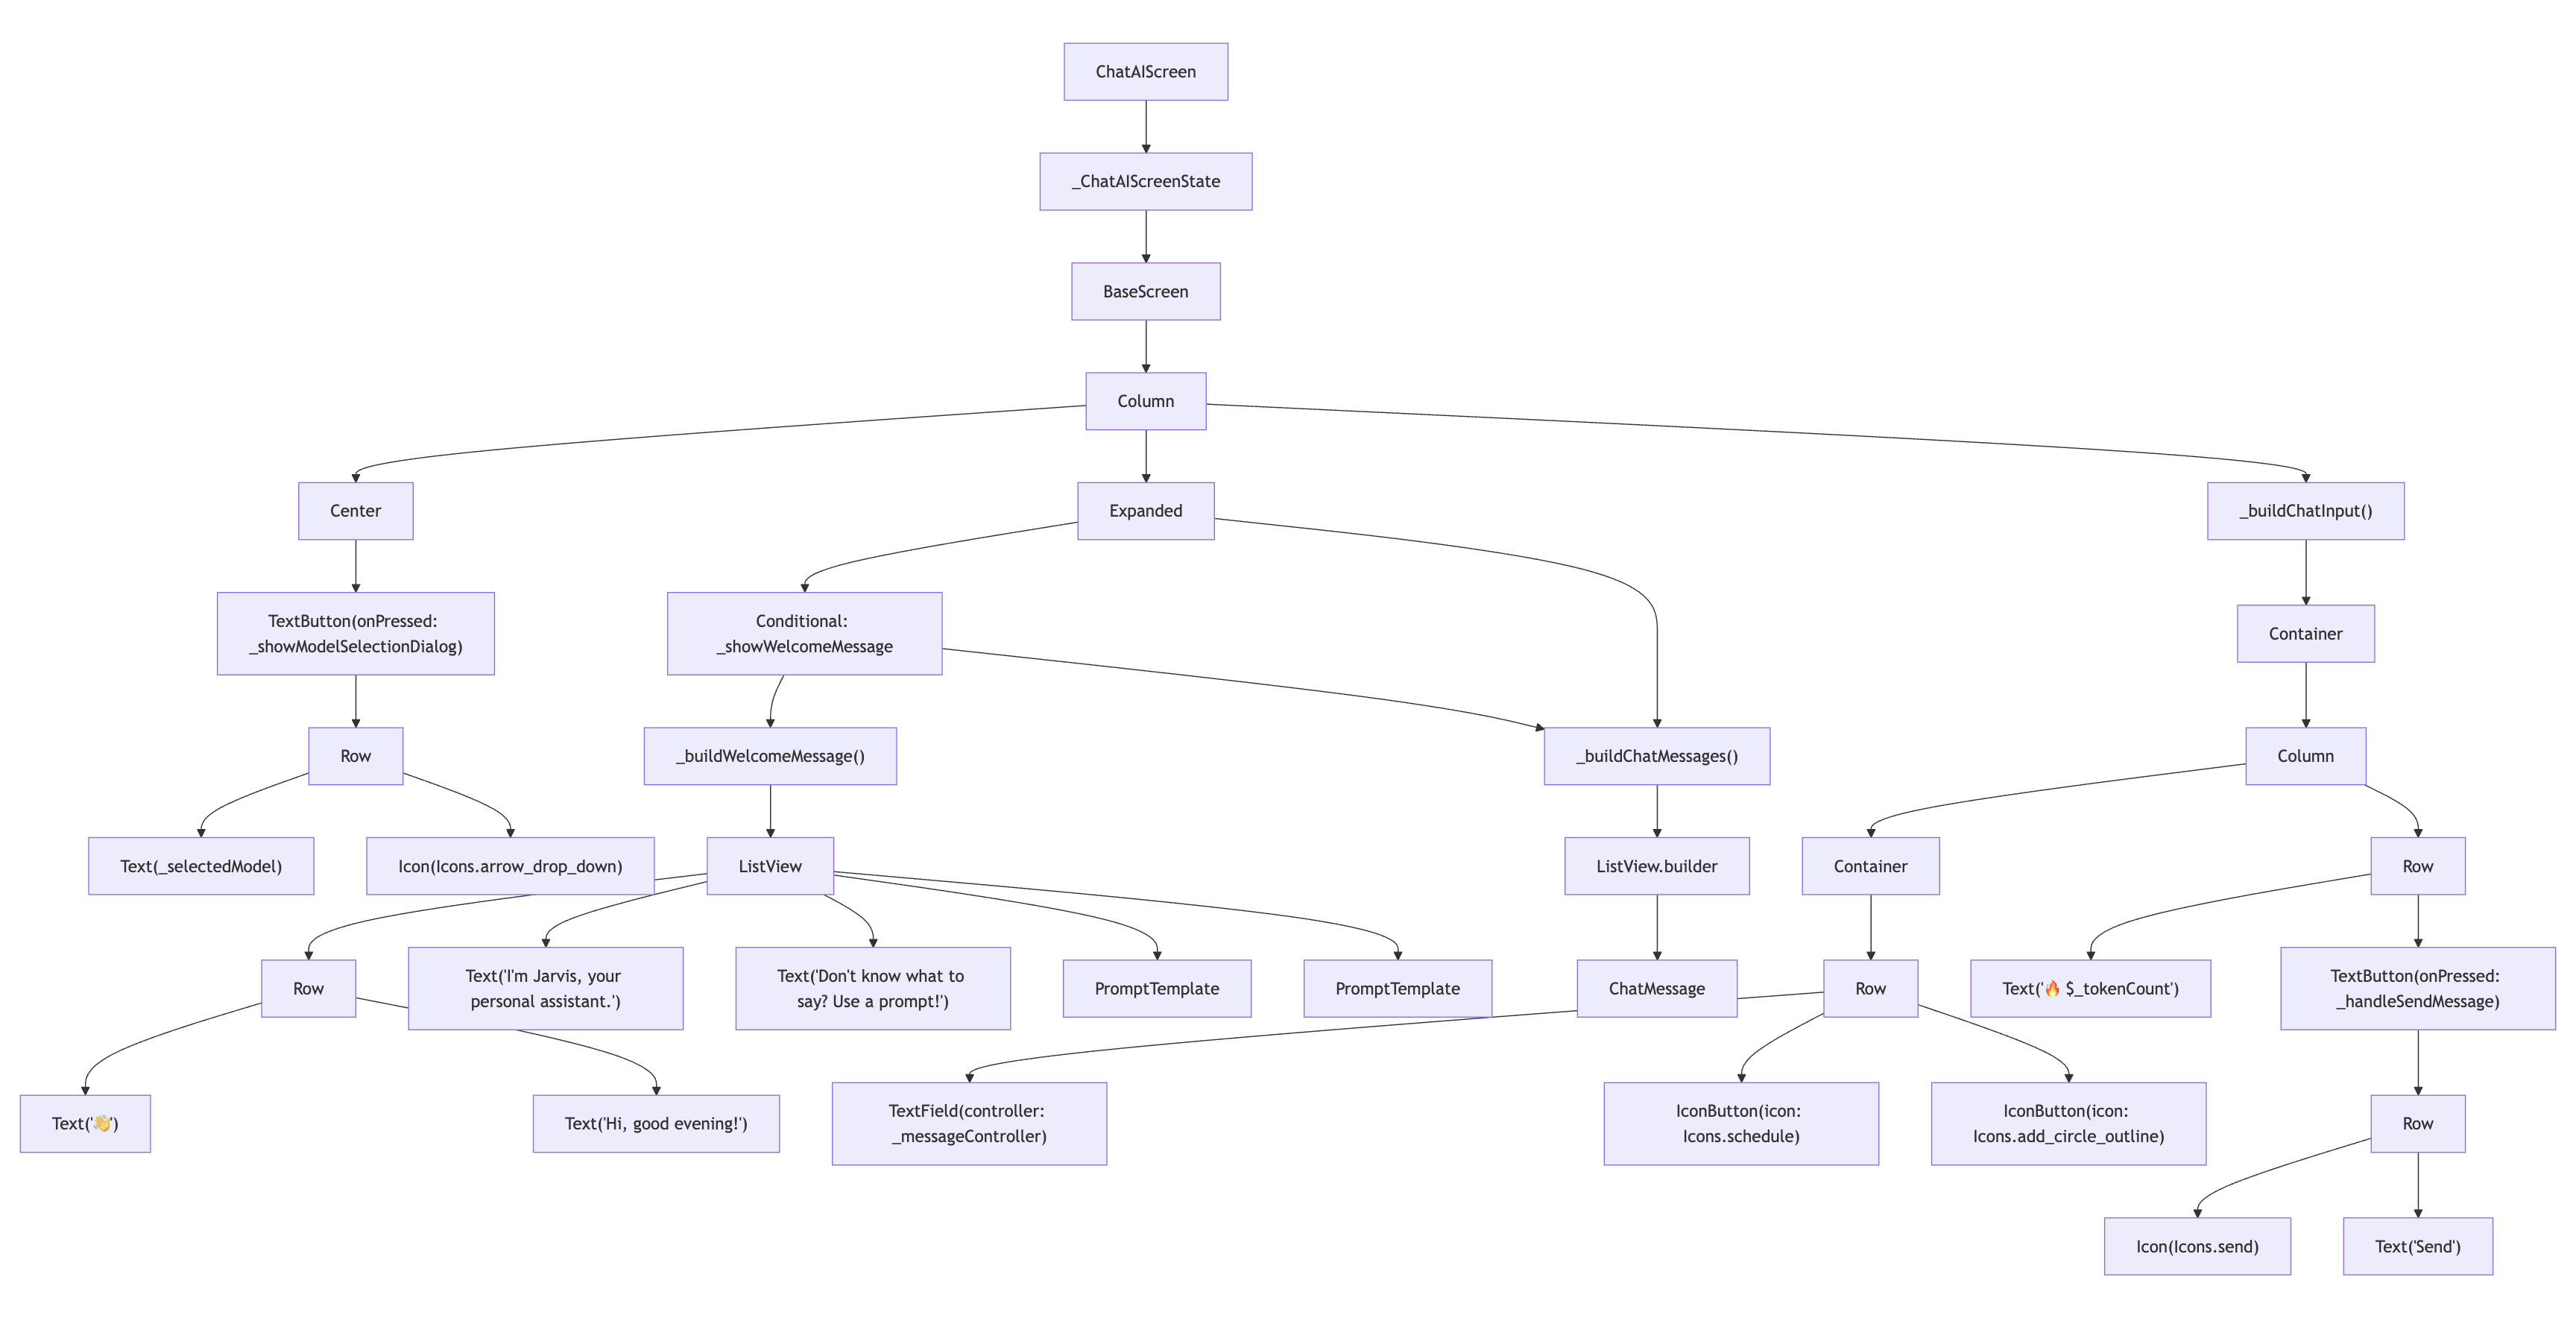 ChatAIScreen
_ChatAIScreenState
BaseScreen
Column
Center
Expanded
_buildChatInput()
TextButton(onPressed:
_showModelSelectionDialog)
Conditional:
_showWelcomeMessage
Container
Row
_buildWelcomeMessage()
_buildChatMessages()
Column
Text(_selectedModel)
Icon(Icons.arrow_drop_down)
ListView
ListView.builder
Container
Row
Row
Text('I'm Jarvis, your
personal assistant.')
Text('Don't know what to
say? Use a prompt!')
PromptTemplate
PromptTemplate
ChatMessage
Row
Text('🔥 $_tokenCount')
TextButton(onPressed:
_handleSendMessage)
Text('👋')
Text('Hi, good evening!')
TextField(controller:
_messageController)
IconButton(icon:
Icons.schedule)
IconButton(icon:
Icons.add_circle_outline)
Row
Icon(Icons.send)
Text('Send')